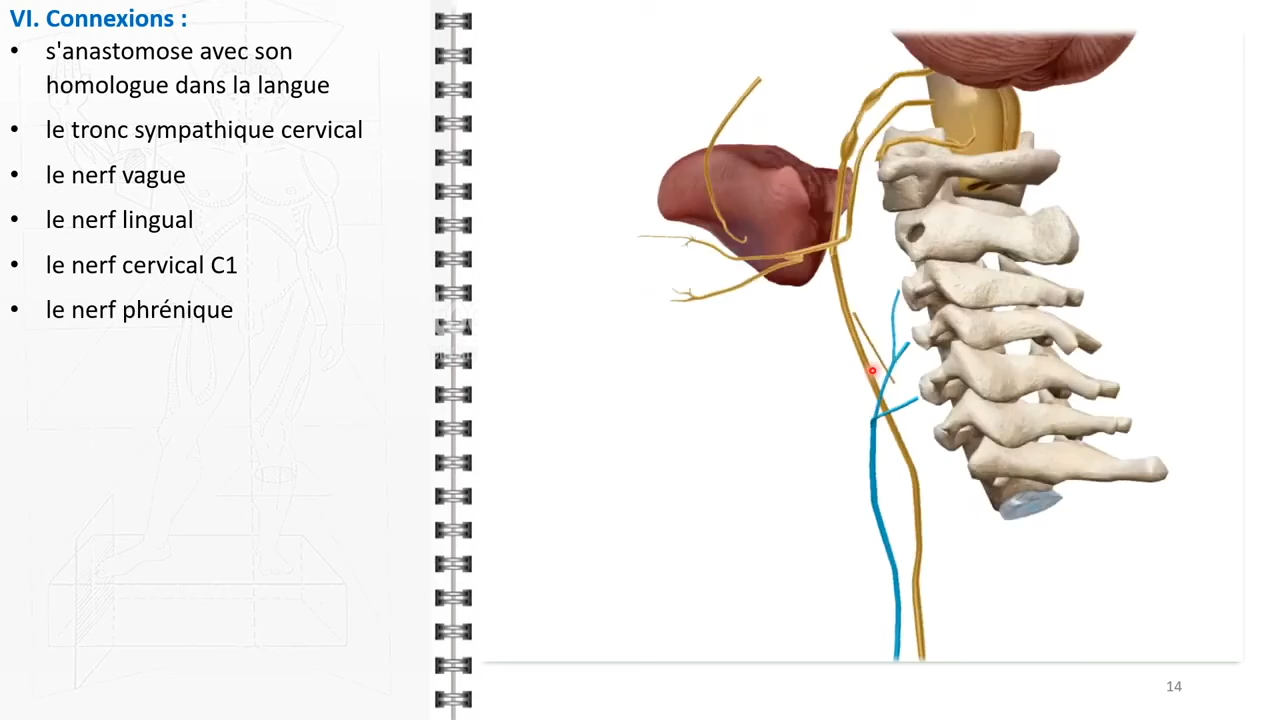 VI. Connexions :
• s'anastomose avec son
homologue dans la langue
• le tronc sympathique cervical
• le nerf vague
• le nerf lingual
• le nerf cervical C1
• le nerf phrénique
14